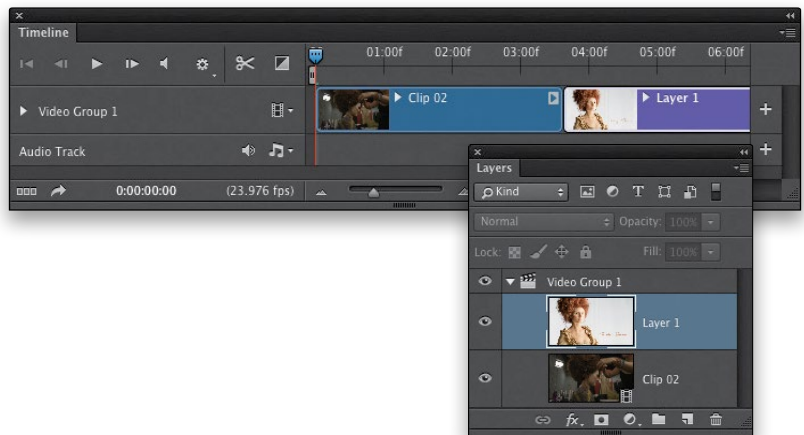 Timeline
01:00f 02:00f 03:00f 04:00f 05:00f 06:00f
Video Group 1
Clip 02
Layer 1
Audio Track
0:00:00:00 (23.976 fps)
Layers
Kind
Normal Opacity: 100%
Lock: Fill: 100%
Video Group 1
Layer 1
Clip 02